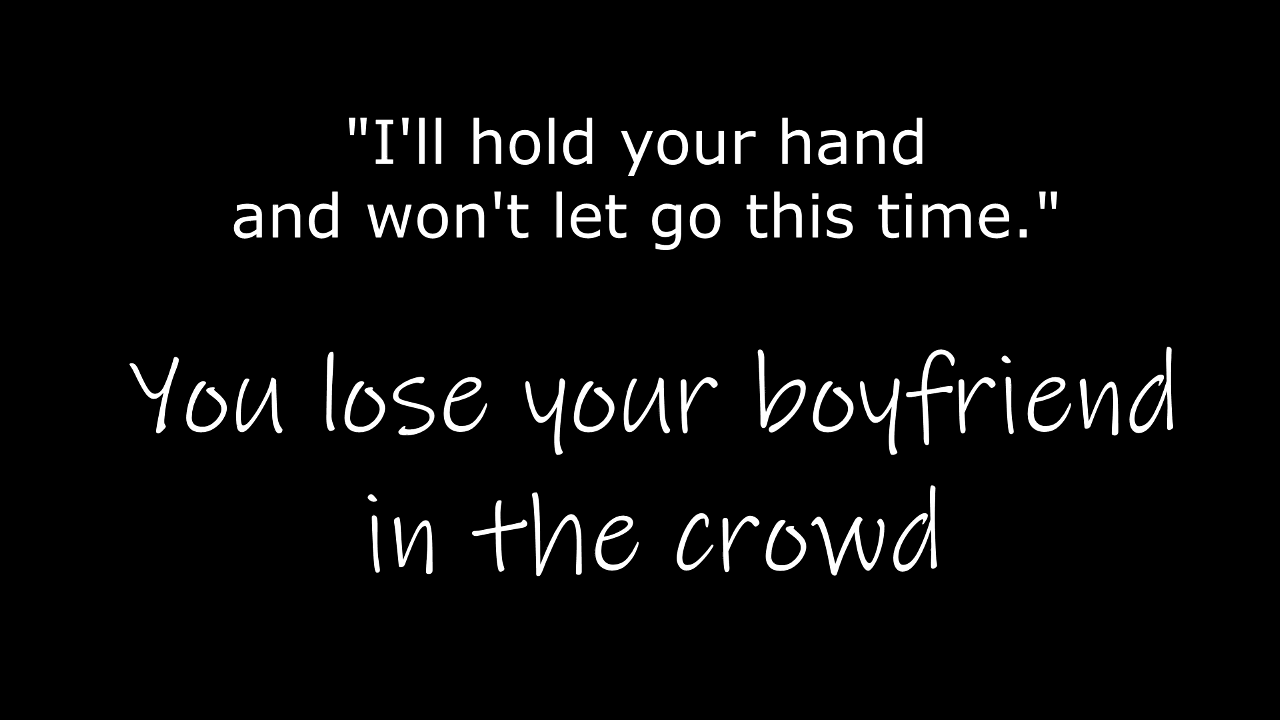 "I'll hold your hand
and won't let go this time."
You lose your boyfriend
in the crowd